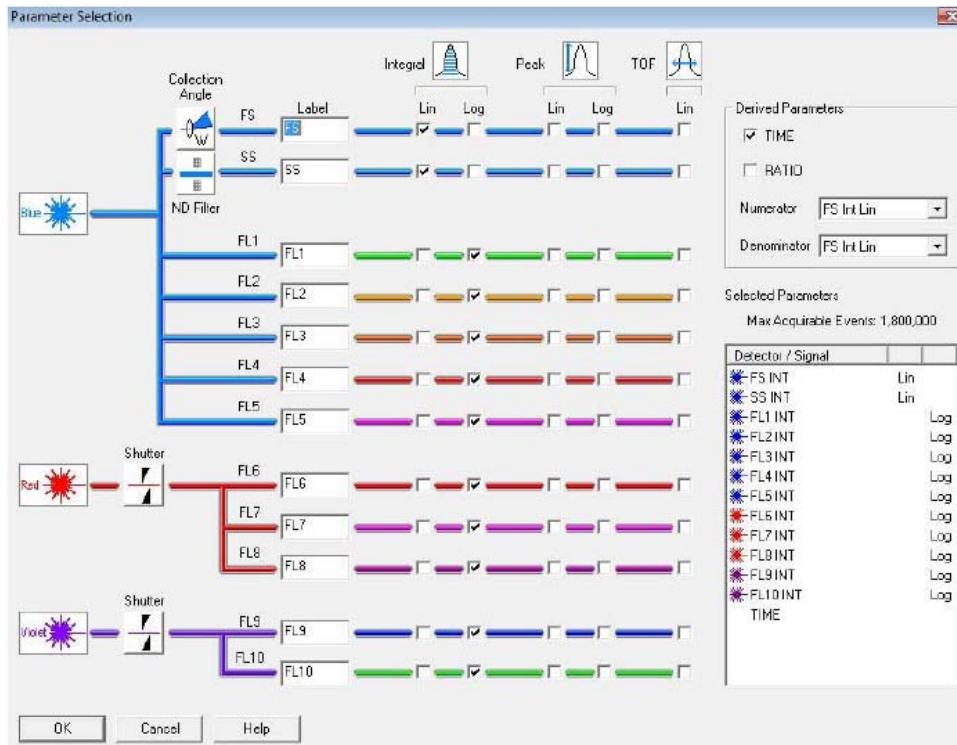 Parameter Selection
Integral Peak TOF
Collection
Angle
FS Label Lin Log Lin Log Lin
FS
SS
SS
ND Filter
Blue
FL1
FL1
FL2
FL2
FL3
FL3
FL4
FL4
FL5
FL5
Shutter
Red
FL6
FL6
FL7
FL7
FL8
FL8
Shutter
Violet
FL9
FL9
FL10
FL10
OK Cancel Help
Derived Parameters
TIME
RATIO
Numerator FS Int Lin
Denominator FS Int Lin
Selected Parameters
Max Acquirable Events: 1,800,000
Detector / Signal
FS INT Lin
SS INT Lin
FL1 INT Log
FL2 INT Log
FL3 INT Log
FL4 INT Log
FL5 INT Log
FL6 INT Log
FL7 INT Log
FL8 INT Log
FL9 INT Log
FL10 INT Log
TIME